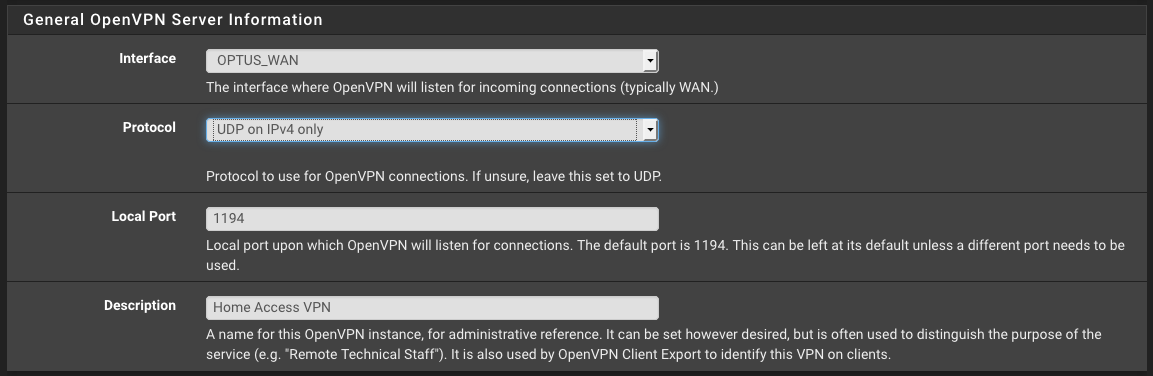 General OpenVPN Server Information
Interface
OPTUS_WAN
The interface where OpenVPN will listen for incoming connections (typically WAN.)
Protocol
UDP on IPv4 only
Protocol to use for OpenVPN connections. If unsure, leave this set to UDP.
Local Port
1194
Local port upon which OpenVPN will listen for connections. The default port is 1194. This can be left at its default unless a different port needs to be
used.
Description
Home Access VPN
A name for this OpenVPN instance, for administrative reference. It can be set however desired, but is often used to distinguish the purpose of the
service (e.g. "Remote Technical Staff"). It is also used by OpenVPN Client Export to identify this VPN on clients.